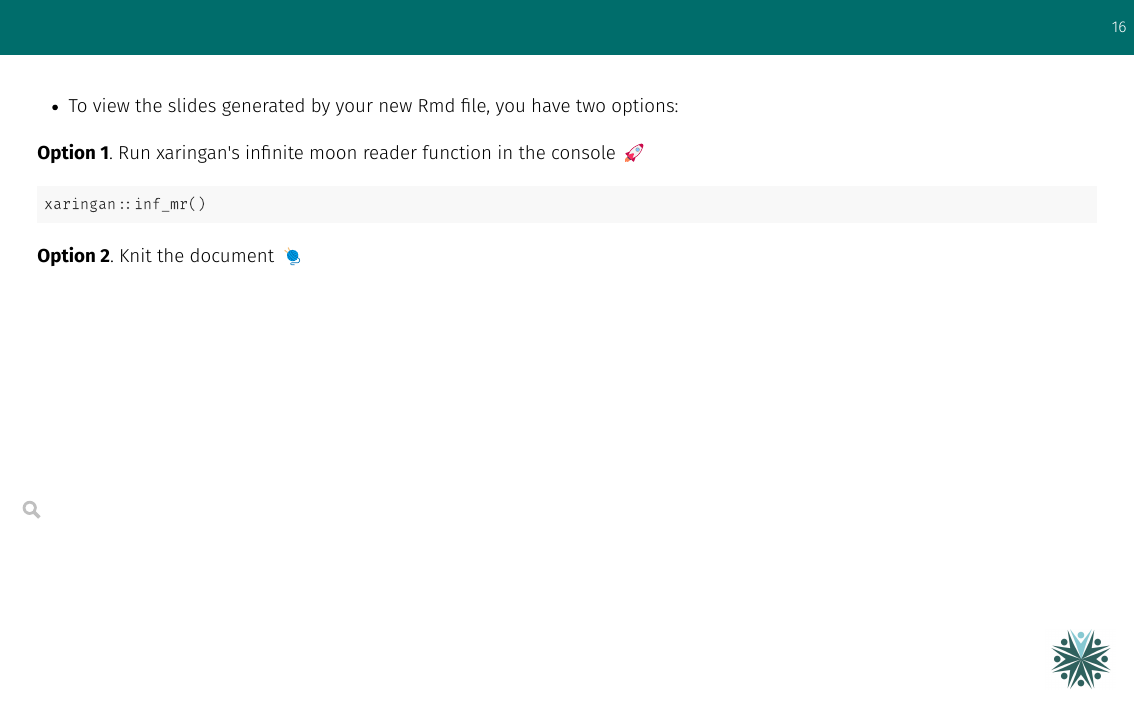 16
• To view the slides generated by your new Rmd file, you have two options:
Option 1. Run xaringan's infinite moon reader function in the console 🚀
xaringan::inf_mr()
Option 2. Knit the document 🧶